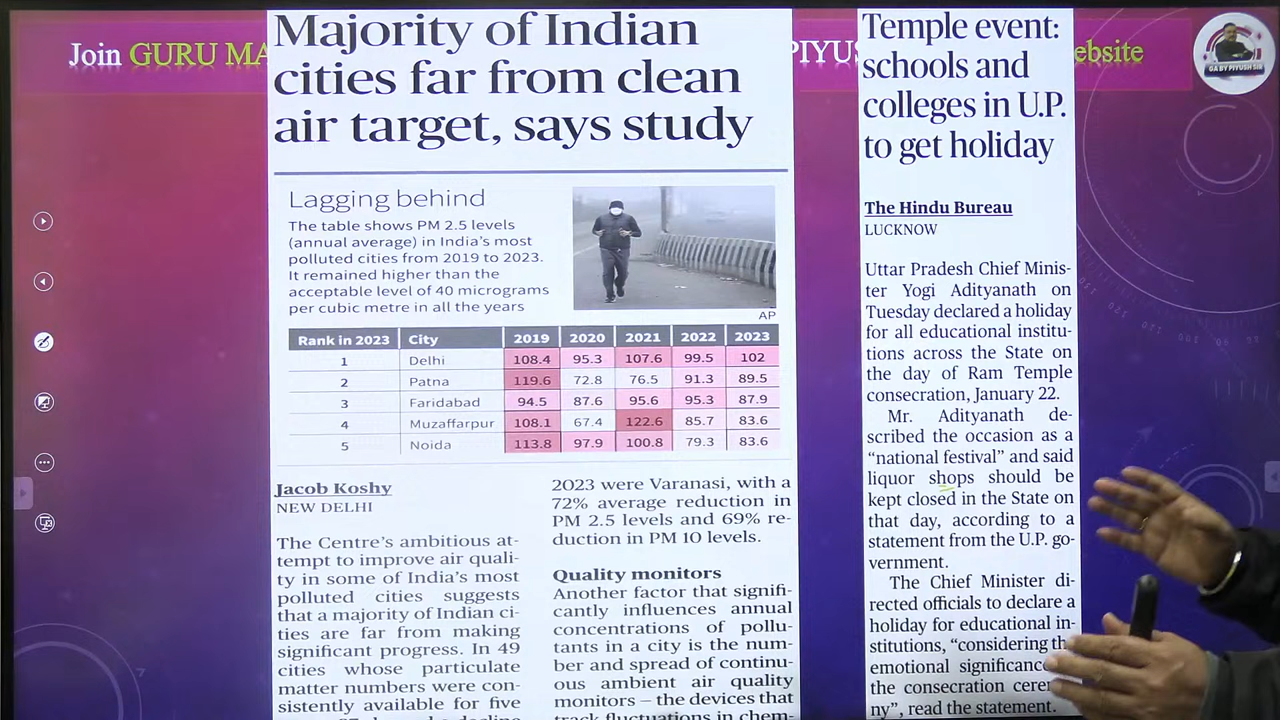 Join GURU MA
PIYUS
ebsite
GA BY PIYUSH SIR
Majority of Indian
cities far from clean
air target, says study
Lagging behind
The table shows PM 2.5 levels
(annual average) in India's most
polluted cities from 2019 to 2023.
It remained higher than the
acceptable level of 40 micrograms
per cubic metre in all the years
AP
Rank in 2023 City 2019 2020 2021 2022 2023
1 Delhi 108.4 95.3 107.6 99.5 102
2 Patna 119.6 72.8 76.5 91.3 89.5
3 Faridabad 94.5 87.6 95.6 95.3 87.9
4 Muzaffarpur 108.1 67.4 122.6 85.7 83.6
5 Noida 113.8 97.9 100.8 79.3 83.6
Jacob Koshy
NEW DELHI
The Centre's ambitious at-
tempt to improve air quali-
ty in some of India's most
polluted cities suggests
that a majority of Indian ci-
ties are far from making
significant progress. In 49
cities whose particulate
matter numbers were con-
sistently available for five
2023 were Varanasi, with a
72% average reduction in
PM 2.5 levels and 69% re-
duction in PM 10 levels.
Quality monitors
Another factor that signifi-
cantly influences annual
concentrations of pollu-
tants in a city is the num-
ber and spread of continu-
ous ambient air quality
monitors – the devices that
track fluctuations in chem-
Temple event:
schools and
colleges in U.P.
to get holiday
The Hindu Bureau
LUCKNOW
Uttar Pradesh Chief Minis-
ter Yogi Adityanath on
Tuesday declared a holiday
for all educational institu-
tions across the State on
the day of Ram Temple
consecration, January 22.
Mr. Adityanath de-
scribed the occasion as a
"national festival" and said
liquor shops should be
kept closed in the State on
that day, according to a
statement from the U.P. go-
vernment.
The Chief Minister di-
rected officials to declare a
holiday for educational in-
stitutions, "considering th
emotional significance
the consecration cere
ny", read the statement.